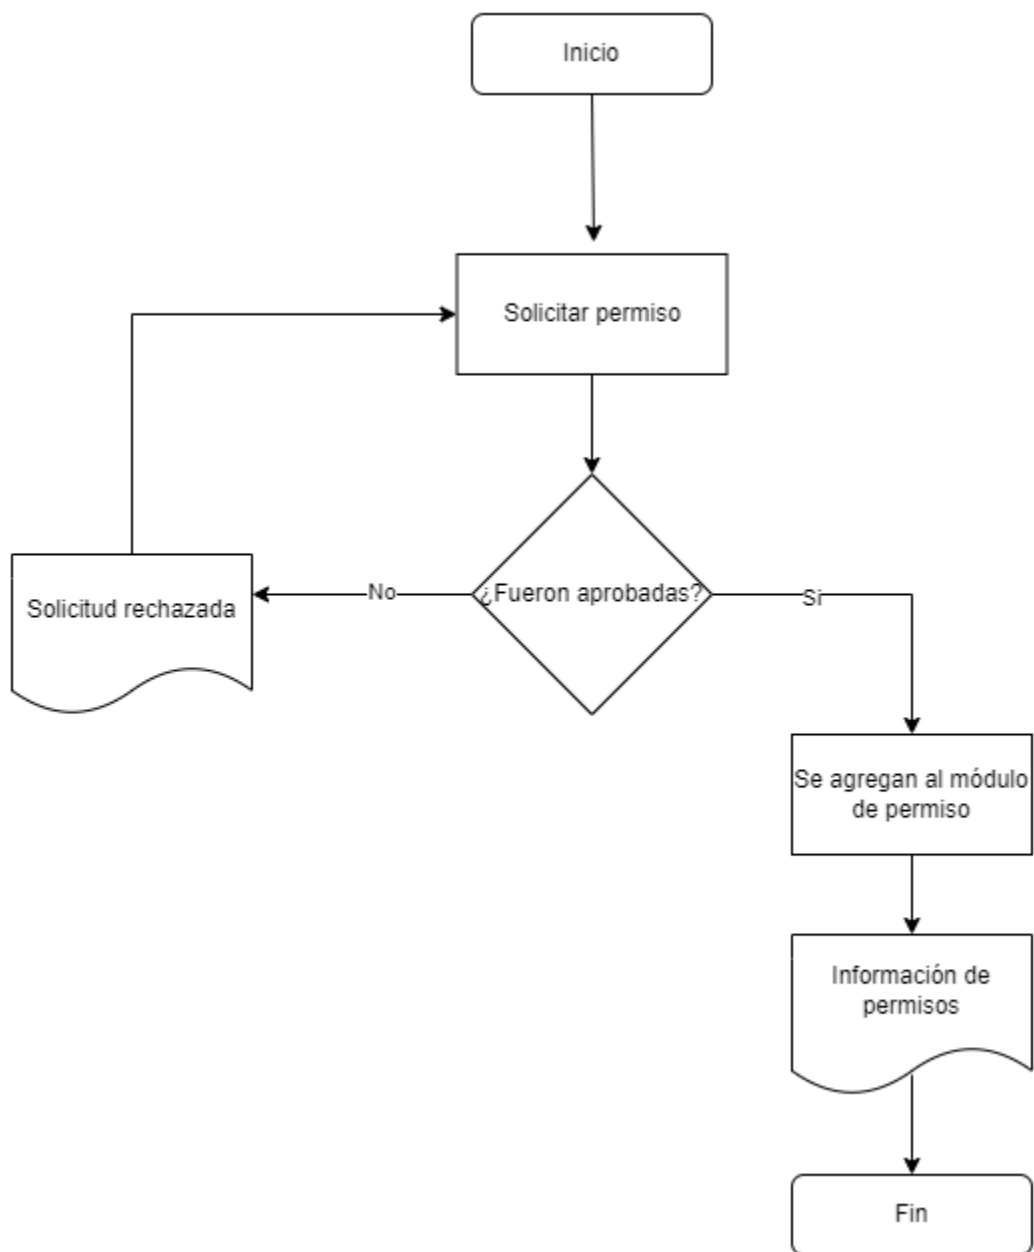 Inicio
Solicitar permiso
¿Fueron aprobadas?
No
Si
Solicitud rechazada
Se agregan al módulo
de permiso
Información de
permisos
Fin